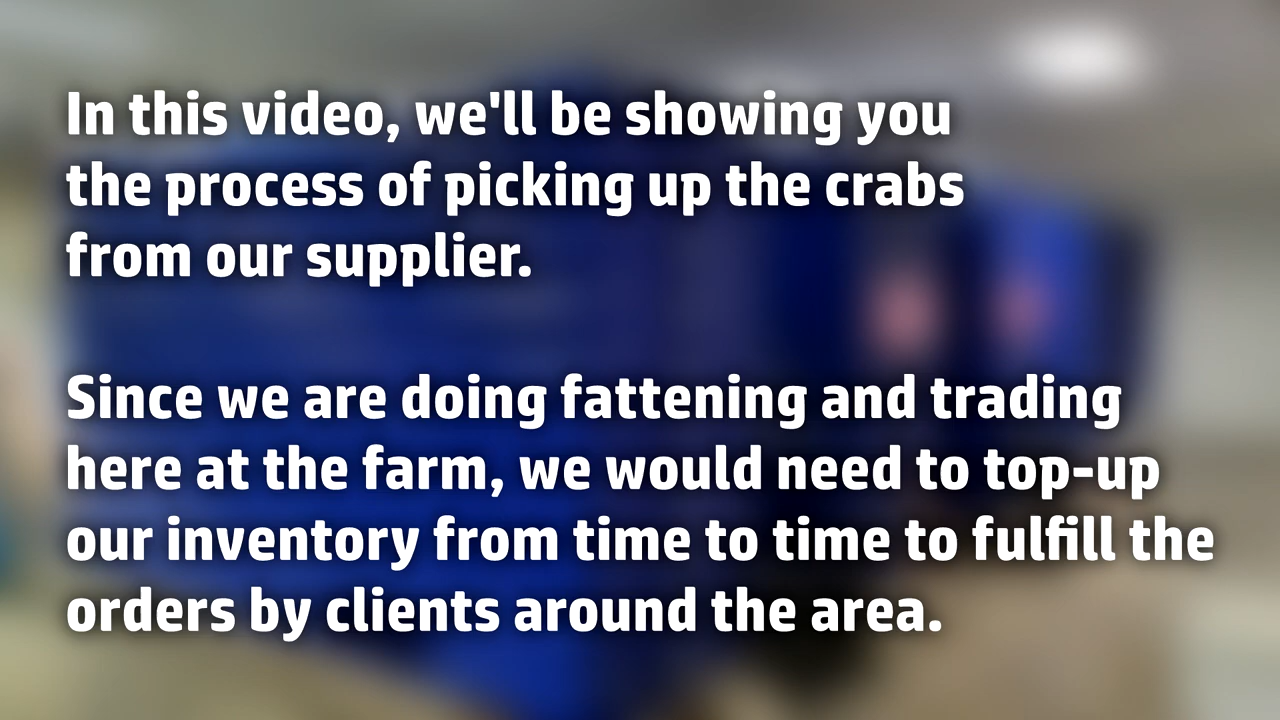 In this video, we'll be showing you
the process of picking up the crabs
from our supplier.
Since we are doing fattening and trading
here at the farm, we would need to top-up
our inventory from time to time to fulfill the
orders by clients around the area.